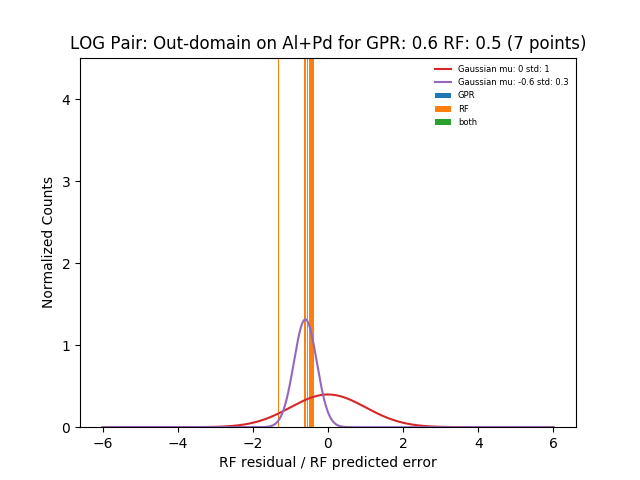 LOG Pair: Out-domain on Al+Pd for GPR: 0.6 RF: 0.5 (7 points)
Gaussian mu: 0 std: 1
Gaussian mu: -0.6 std: 0.3
GPR
RF
both
Normalized Counts
4
3
2
1
0
−6
−4
−2
0
2
4
6
RF residual / RF predicted error